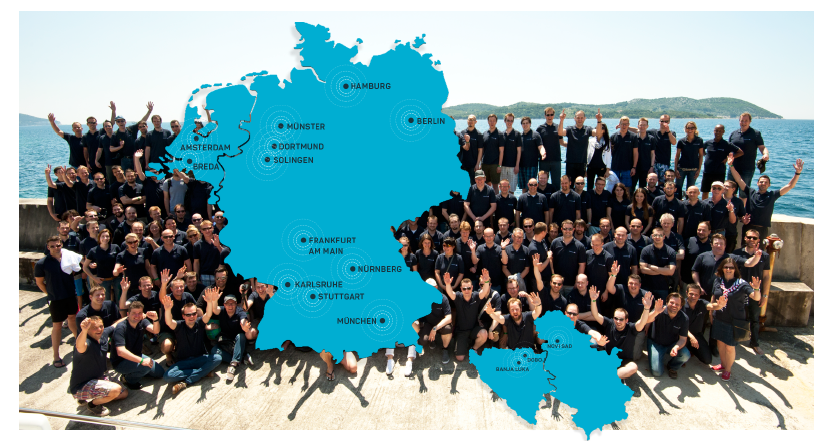 HAMBURG
BERLIN
MÜNSTER
DORTMUND
SOLINGEN
AMSTERDAM
BREDA
FRANKFURT
AM MAIN
NÜRNBERG
KARLSRUHE
STUTTGART
MÜNCHEN
NOVI SAD
DOBOJ
BANJA LUKA